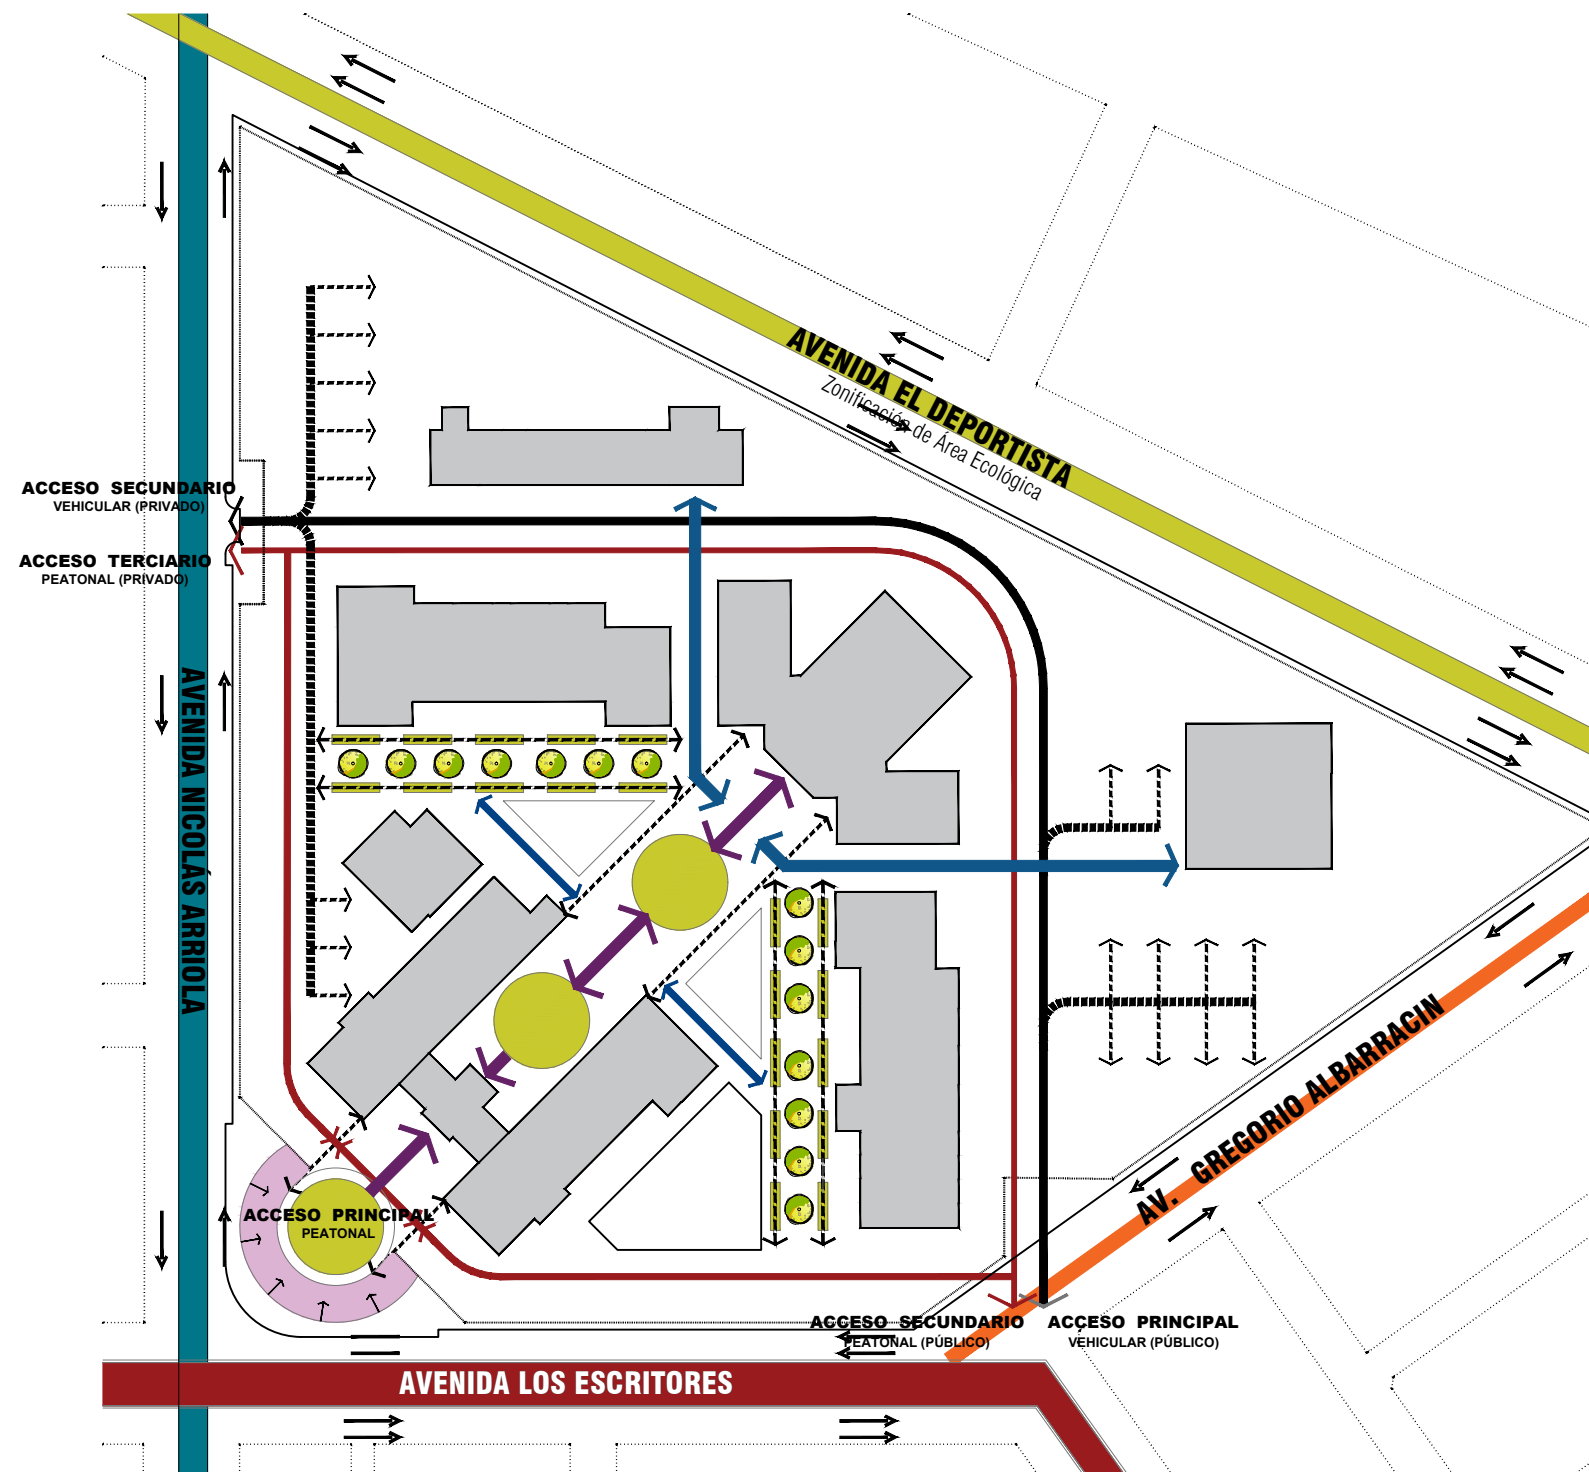 AVENIDA EL DEPORTISTA
Zonificación de Área Ecológica
ACCESO SECUNDARIO
VEHICULAR (PRIVADO)
ACCESO TERCIARIO
PEATONAL (PRIVADO)
AVENIDA NICOLAS ARRIOLA
AV. GREGORIO ALBARRACIN
ACCESO PRINCIPAL
PEATONAL
ACCESO SECUNDARIO
PEATONAL (PÚBLICO)
ACCESO PRINCIPAL
VEHICULAR (PÚBLICO)
AVENIDA LOS ESCRITORES